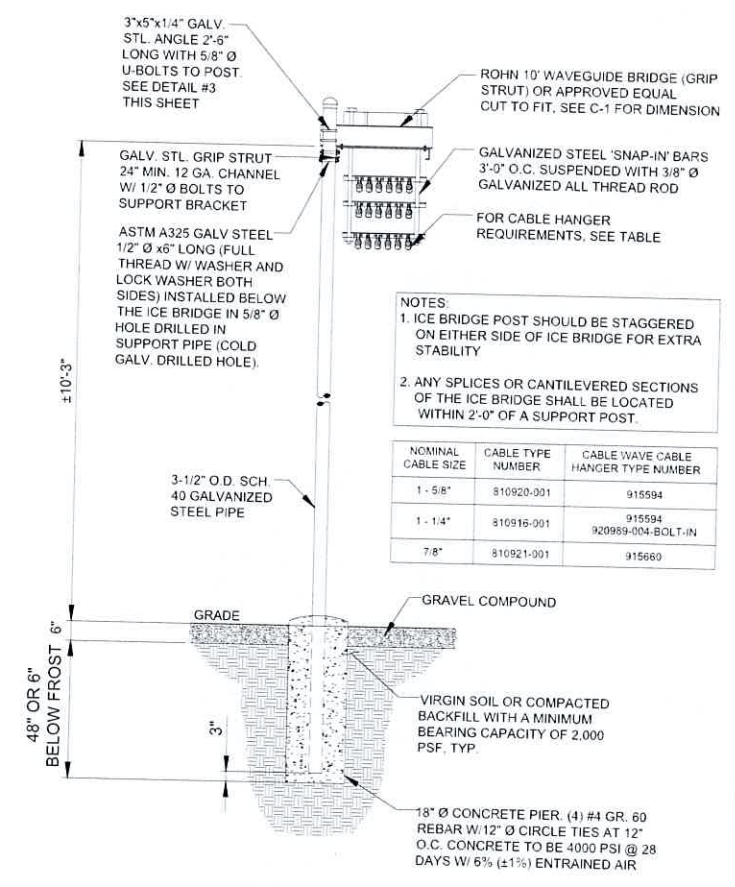 3"x5"x1/4" GALV.
STL. ANGLE 2'-6"
LONG WITH 5/8" Ø
U-BOLTS TO POST.
SEE DETAIL #3
THIS SHEET
ROHN 10' WAVEGUIDE BRIDGE (GRIP
STRUT) OR APPROVED EQUAL
CUT TO FIT, SEE C-1 FOR DIMENSION
GALV. STL. GRIP STRUT
24" MIN. 12 GA. CHANNEL
W/ 1/2" Ø BOLTS TO
SUPPORT BRACKET
GALVANIZED STEEL 'SNAP-IN' BARS
3'-0" O.C. SUSPENDED WITH 3/8" Ø
GALVANIZED ALL THREAD ROD
FOR CABLE HANGER
REQUIREMENTS, SEE TABLE
ASTM A325 GALV STEEL
1/2" Ø x6" LONG (FULL
THREAD W/ WASHER AND
LOCK WASHER BOTH
SIDES) INSTALLED BELOW
THE ICE BRIDGE IN 5/8" Ø
HOLE DRILLED IN
SUPPORT PIPE (COLD
GALV. DRILLED HOLE).
NOTES:
1. ICE BRIDGE POST SHOULD BE STAGGERED
ON EITHER SIDE OF ICE BRIDGE FOR EXTRA
STABILITY
2. ANY SPLICES OR CANTILEVERED SECTIONS
OF THE ICE BRIDGE SHALL BE LOCATED
WITHIN 2'-0" OF A SUPPORT POST.
±10'-3"
NOMINAL CABLE SIZE CABLE TYPE NUMBER CABLE WAVE CABLE HANGER TYPE NUMBER
1 - 5/8" 810920-001 915594
1 - 1/4" 810916-001 915594 920989-004-BOLT-IN
7/8" 810921-001 915660
3-1/2" O.D. SCH.
40 GALVANIZED
STEEL PIPE
GRADE
GRAVEL COMPOUND
6"
48" OR 6"
BELOW FROST
3"
VIRGIN SOIL OR COMPACTED
BACKFILL WITH A MINIMUM
BEARING CAPACITY OF 2,000
PSF, TYP.
18" Ø CONCRETE PIER. (4) #4 GR. 60
REBAR W/12" Ø CIRCLE TIES AT 12"
O.C. CONCRETE TO BE 4000 PSI @ 28
DAYS W/ 6% (±1%) ENTRAINED AIR